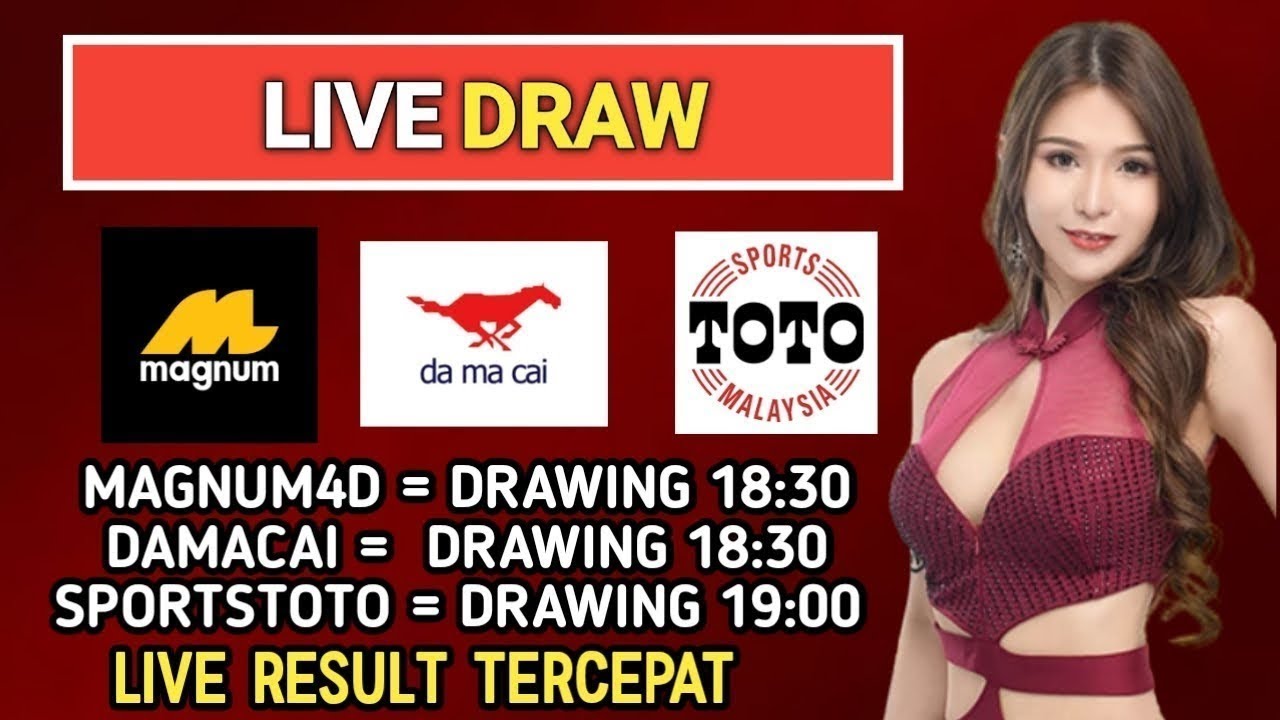 LIVE DRAW
magnum
da ma cai
SPORTS
TOTO
MALAYSIA
MAGNUM4D = DRAWING 18:30
DAMACAI = DRAWING 18:30
SPORTSTOTO = DRAWING 19:00
LIVE RESULT TERCEPAT